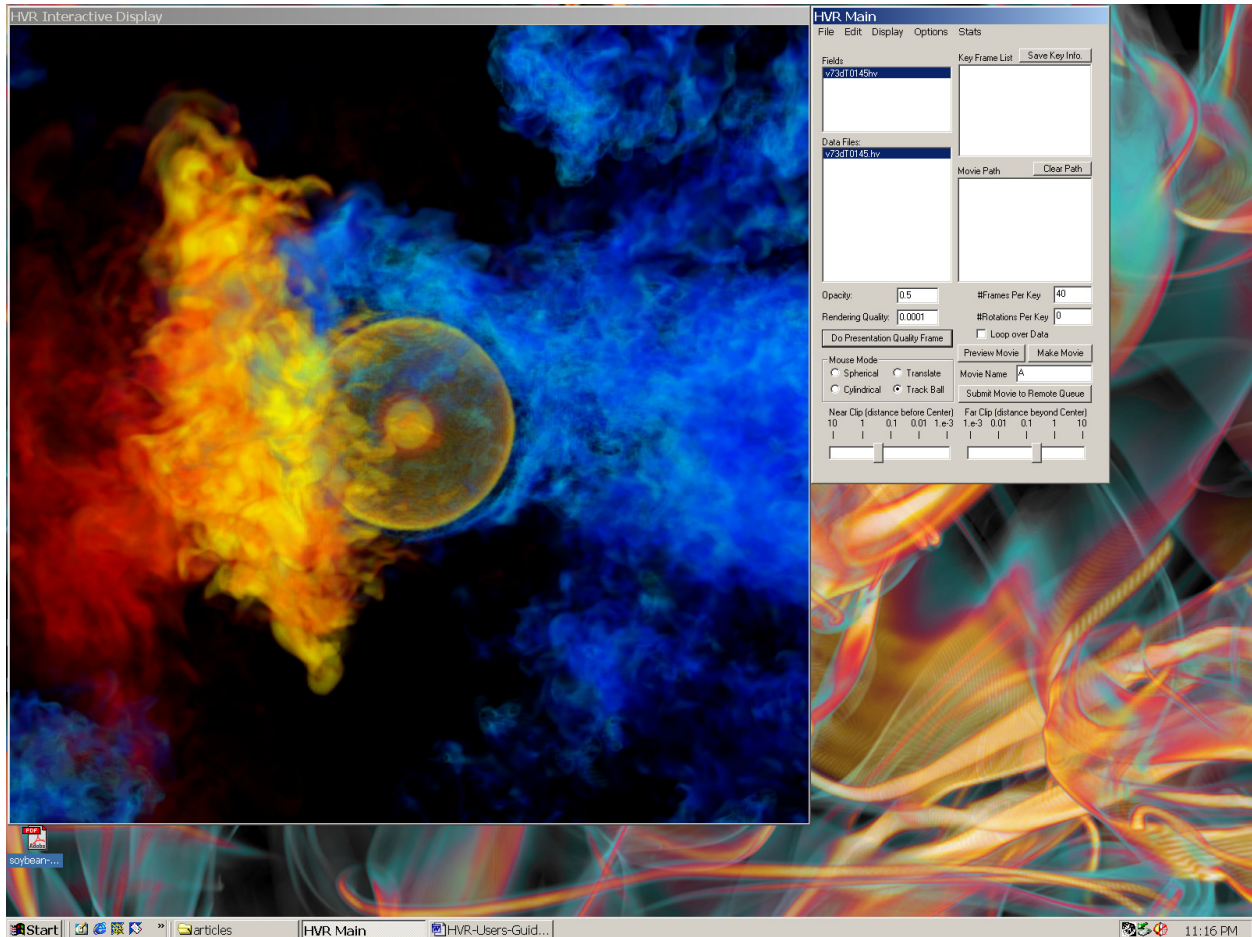 HVR Interactive Display
HVR Main
File Edit Display Options Stats
Fields
v73dT0145hv
Key Frame List
Save Key Info.
Data Files:
v73dT0145.hv
Movie Path
Clear Path
Opacity: 0.5
#Frames Per Key 40
Rendering Quality: 0.0001
#Rotations Per Key 0
Do Presentation Quality Frame
Loop over Data
Preview Movie
Make Movie
Mouse Mode
Spherical
Translate
Cylindrical
Track Ball
Movie Name A
Submit Movie to Remote Queue
Near Clip (distance before Center)
10 1 0.1 0.01 1.e-3
Far Clip (distance beyond Center)
1.e-3 0.01 0.1 1 10
PDF
Adobe
soybean-...
Start
»
articles
HVR Main
HVR-Users-Guid...
11:16 PM